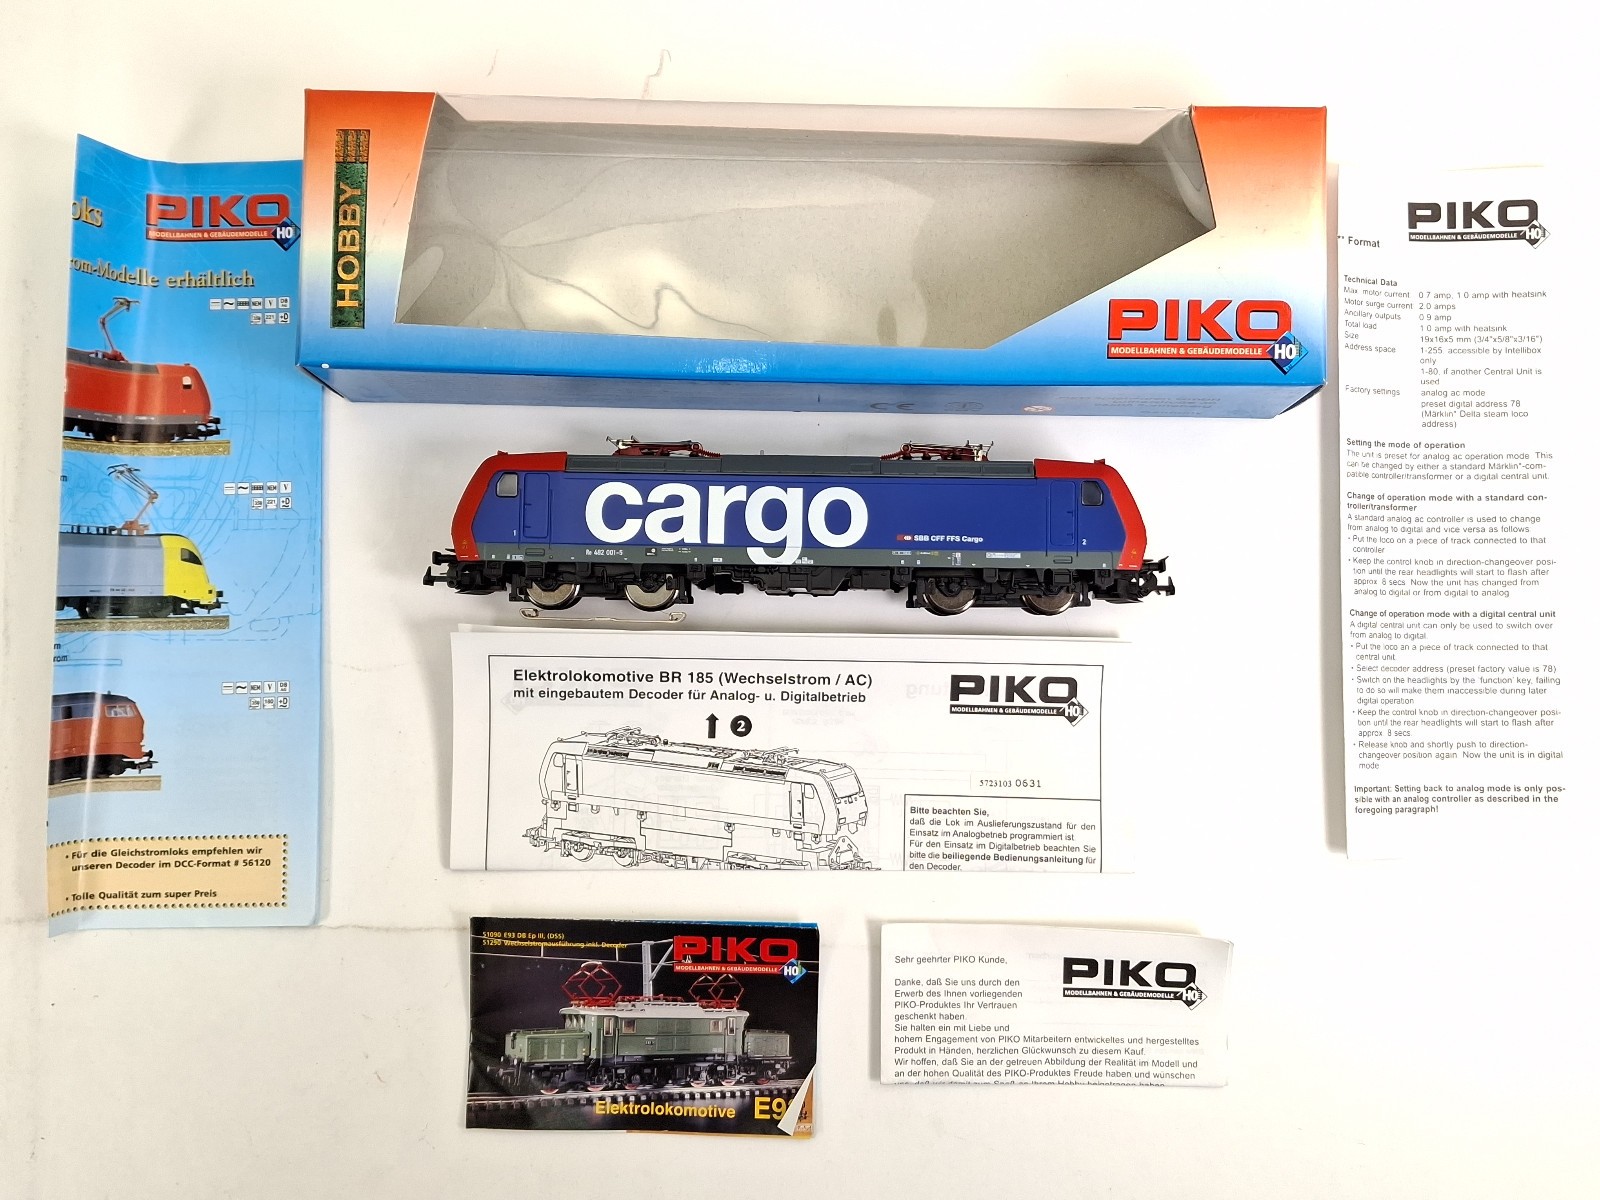 oks
PIKO
MODELLBAHNEN & GEBÄUDEMODELLE
H0
rom-Modelle erhältlich
NEM
V
221
+D
NEM
V
221
+D
NEM
V
+D
• Für die Gleichstromloks empfehlen wir
unseren Decoder im DCC-Format # 56120
• Tolle Qualität zum super Preis
HOBBY
PIKO
MODELLBAHNEN & GEBÄUDEMODELLE
H0
CE
cargo
1
2
Re 482 001-5
SBB CFF FFS Cargo
PIKO
MODELLBAHNEN & GEBÄUDEMODELLE
H0
Format
Technical Data
Max. motor current 0.7 amp, 1.0 amp with heatsink
Motor surge current 2.0 amps
Ancillary outputs 0.9 amp
Total load 1.0 amp with heatsink
Size 19x16x5 mm (3/4"x5/8"x3/16")
Address space 1-255, accessible by Intellibox
only
1-80, if another Central Unit is
used
Factory settings analog ac mode
preset digital address 78
(Märklin* Delta steam loco
address)
Setting the mode of operation
The unit is preset for analog ac operation mode. This
can be changed by either a standard Märklin*-com-
patible controller/transformer or a digital central unit.
Change of operation mode with a standard con-
troller/transformer
A standard analog ac controller is used to change
from analog to digital and vice versa as follows
• Put the loco on a piece of track connected to that
controller
• Keep the control knob in direction-changeover posi-
tion until the rear headlights will start to flash after
approx. 8 secs. Now the unit has changed from
analog to digital or from digital to analog.
Change of operation mode with a digital central unit
A digital central unit can only be used to switch over
from analog to digital.
• Put the loco on a piece of track connected to that
central unit
• Select decoder address (preset factory value is 78)
• Switch on the headlights by the 'function' key, failing
to do so will make them inaccessible during later
digital operation
• Keep the control knob in direction-changeover posi-
tion until the rear headlights will start to flash after
approx. 8 secs.
• Release knob and shortly push to direction-
changeover position again. Now the unit is in digital
mode
Important: Setting back to analog mode is only pos-
sible with an analog controller as described in the
foregoing paragraph!
Elektrolokomotive BR 185 (Wechselstrom / AC)
mit eingebautem Decoder für Analog- u. Digitalbetrieb
PIKO
MODELLBAHNEN & GEBÄUDEMODELLE
H0
2
5723103 0631
Bitte beachten Sie,
daß die Lok im Auslieferungszustand für den
Einsatz im Analogbetrieb programmiert ist.
Für den Einsatz im Digitalbetrieb beachten Sie
bitte die beiliegende Bedienungsanleitung für
den Decoder.
51090 E93 DB Ep III, (DSS)
51290 Wechselstromausführung inkl. Decoder
PIKO
MODELLBAHNEN & GEBÄUDEMODELLE
H0
Elektrolokomotive E9
Sehr geehrter PIKO Kunde,
PIKO
MODELLBAHNEN & GEBÄUDEMODELLE
H0
Danke, daß Sie uns durch den
Erwerb des Ihnen vorliegenden
PIKO-Produktes Ihr Vertrauen
geschenkt haben.
Sie halten ein mit Liebe und
hohem Engagement von PIKO Mitarbeitern entwickeltes und hergestelltes
Produkt in Händen, herzlichen Glückwunsch zu diesem Kauf.
Wir hoffen, daß Sie an der getreuen Abbildung der Realität im Modell und
an der hohen Qualität des PIKO-Produktes Freude haben und wünschen